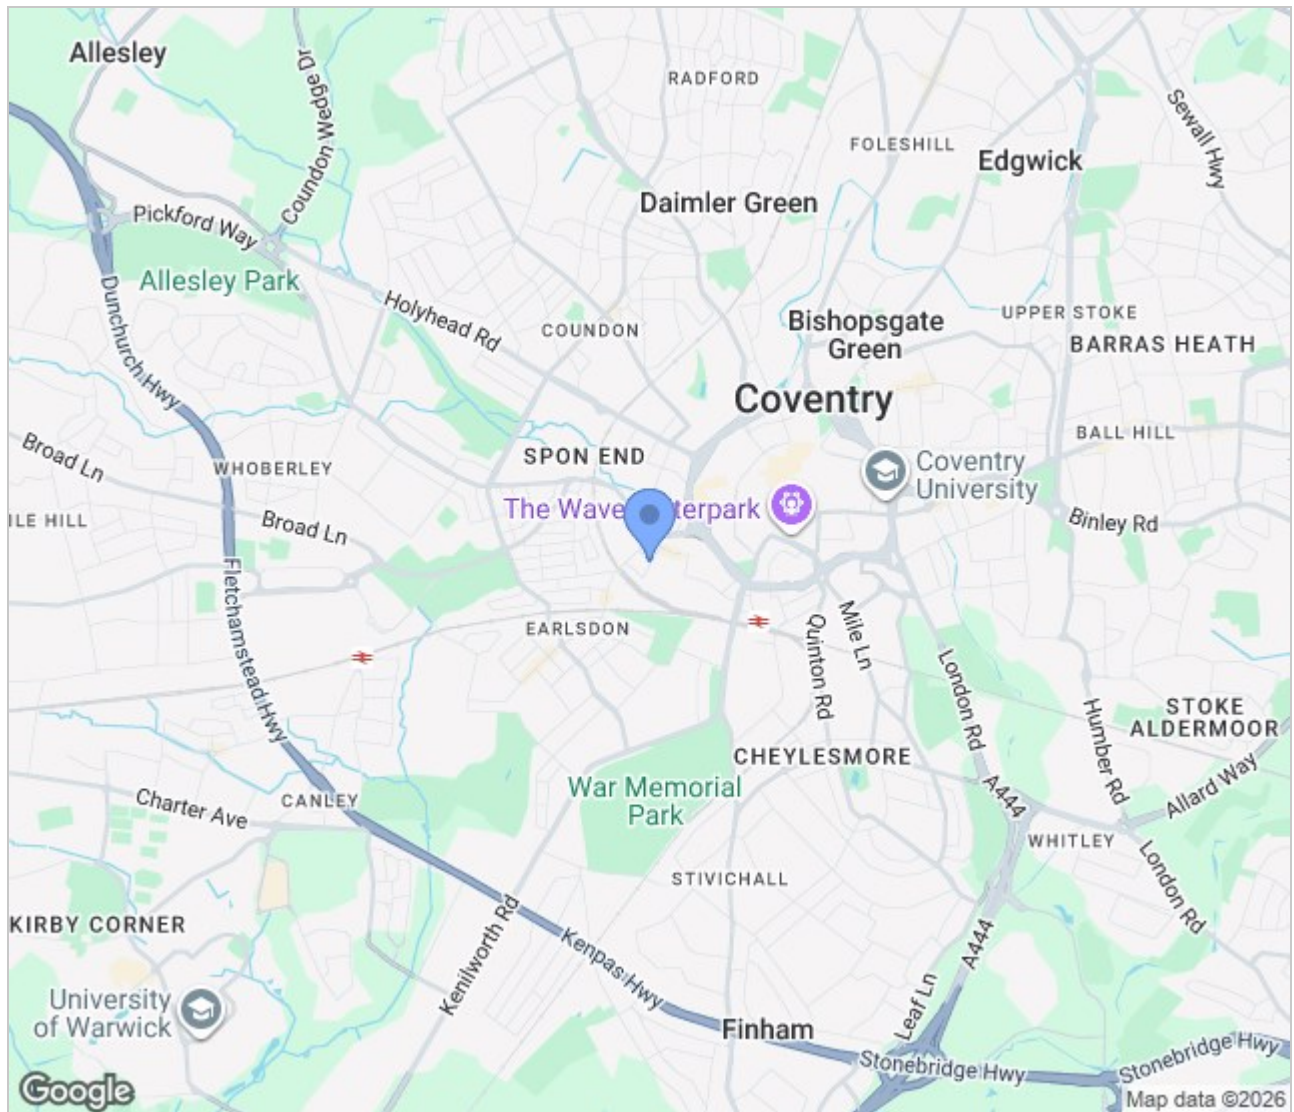 Allesley
Coundon Wedge Dr
RADFORD
Sewall Hwy
FOLESHILL
Edgwick
Daimler Green
Pickford Way
Allesley Park
Dunchurch Hwy
Holyhead Rd
COUNDON
Bishopsgate
Green
UPPER STOKE
BARRAS HEATH
Coventry
BALL HILL
Broad Ln
WHOBERLEY
SPON END
Coventry
University
The Wave
terpark
ILE HILL
Broad Ln
Binley Rd
Fletchamstead Hwy
EARLSDON
Quinton Rd
Mile Ln
London Rd
Humber Rd
STOKE
ALDERMOOR
CHEYLESMORE
War Memorial
Park
Charter Ave
CANLEY
A444
Allard Way
WHITLEY
London Rd
STIVICHALL
KIRBY CORNER
Kenilworth Rd
Kenpas Hwy
A444
Leaf Ln
University
of Warwick
Finham
Stonebridge Hwy
Stonebridge Hwy
Google
Map data ©2026